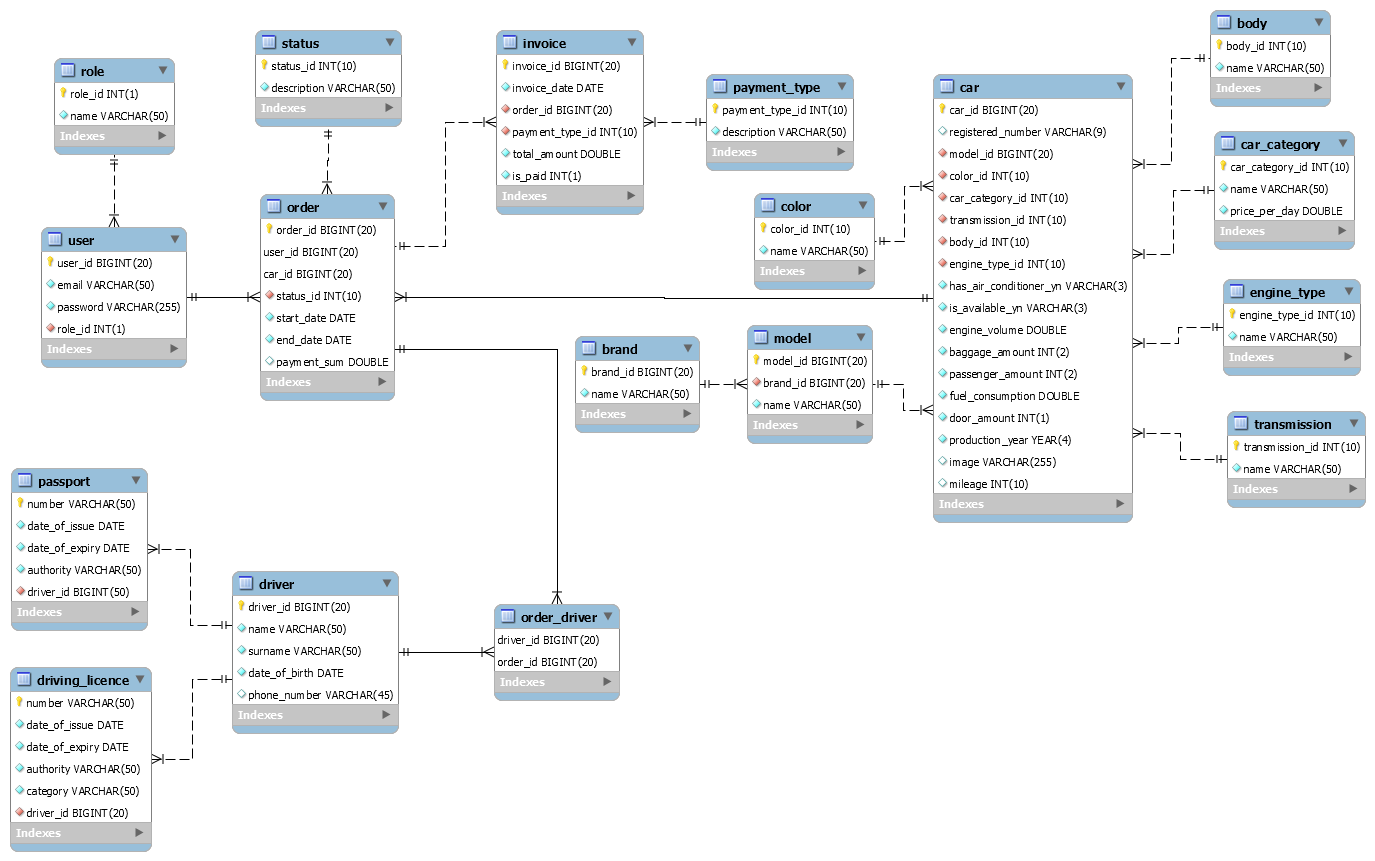 role
role_id INT(1)
name VARCHAR(50)
Indexes
status
status_id INT(10)
description VARCHAR(50)
Indexes
invoice
invoice_id BIGINT(20)
invoice_date DATE
order_id BIGINT(20)
payment_type_id INT(10)
total_amount DOUBLE
is_paid INT(1)
Indexes
payment_type
payment_type_id INT(10)
description VARCHAR(50)
Indexes
car
car_id BIGINT(20)
registered_number VARCHAR(9)
model_id BIGINT(20)
color_id INT(10)
car_category_id INT(10)
transmission_id INT(10)
body_id INT(10)
engine_type_id INT(10)
has_air_conditioner_yn VARCHAR(3)
is_available_yn VARCHAR(3)
engine_volume DOUBLE
baggage_amount INT(2)
passenger_amount INT(2)
fuel_consumption DOUBLE
door_amount INT(1)
production_year YEAR(4)
image VARCHAR(255)
mileage INT(10)
Indexes
body
body_id INT(10)
name VARCHAR(50)
Indexes
car_category
car_category_id INT(10)
name VARCHAR(50)
price_per_day DOUBLE
Indexes
user
user_id BIGINT(20)
email VARCHAR(50)
password VARCHAR(255)
role_id INT(1)
Indexes
order
order_id BIGINT(20)
user_id BIGINT(20)
car_id BIGINT(20)
status_id INT(10)
start_date DATE
end_date DATE
payment_sum DOUBLE
Indexes
color
color_id INT(10)
name VARCHAR(50)
Indexes
engine_type
engine_type_id INT(10)
name VARCHAR(50)
Indexes
brand
brand_id BIGINT(20)
name VARCHAR(50)
Indexes
model
model_id BIGINT(20)
brand_id BIGINT(20)
name VARCHAR(50)
Indexes
transmission
transmission_id INT(10)
name VARCHAR(50)
Indexes
passport
number VARCHAR(50)
date_of_issue DATE
date_of_expiry DATE
authority VARCHAR(50)
driver_id BIGINT(50)
Indexes
driver
driver_id BIGINT(20)
name VARCHAR(50)
surname VARCHAR(50)
date_of_birth DATE
phone_number VARCHAR(45)
Indexes
order_driver
driver_id BIGINT(20)
order_id BIGINT(20)
Indexes
driving_licence
number VARCHAR(50)
date_of_issue DATE
date_of_expiry DATE
authority VARCHAR(50)
category VARCHAR(50)
driver_id BIGINT(20)
Indexes